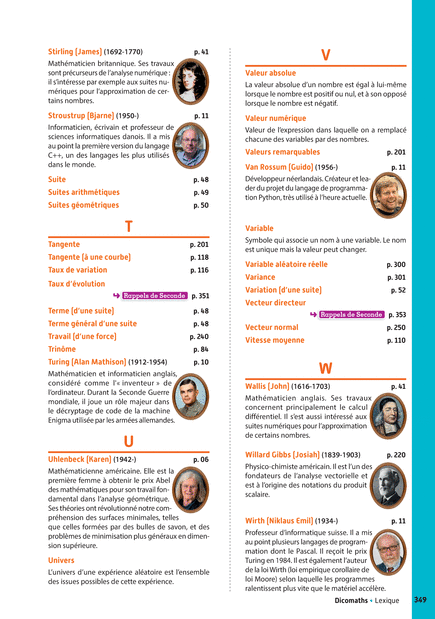 Stirling [James] (1692-1770) p. 41
Mathématicien britannique. Ses travaux
sont précurseurs de l'analyse numérique :
il s'intéresse par exemple aux suites nu-
mériques pour l'approximation de cer-
tains nombres.
Stroustrup [Bjarne] (1950-) p. 11
Informaticien, écrivain et professeur de
sciences informatiques danois. Il a mis
au point la première version du langage
C++, un des langages les plus utilisés
dans le monde.
Suite p. 48
Suites arithmétiques p. 49
Suites géométriques p. 50
T
Tangente p. 201
Tangente [à une courbe] p. 118
Taux de variation p. 116
Taux d'évolution
Rappels de Seconde p. 351
Terme [d'une suite] p. 48
Terme général d'une suite p. 48
Travail [d'une force] p. 240
Trinôme p. 84
Turing [Alan Mathison] (1912-1954) p. 10
Mathématicien et informaticien anglais,
considéré comme l'« inventeur » de
l'ordinateur. Durant la Seconde Guerre
mondiale, il joue un rôle majeur dans
le décryptage de code de la machine
Enigma utilisée par les armées allemandes.
U
Uhlenbeck [Karen] (1942-) p. 06
Mathématicienne américaine. Elle est la
première femme à obtenir le prix Abel
des mathématiques pour son travail fon-
damental dans l'analyse géométrique.
Ses théories ont révolutionné notre com-
préhension des surfaces minimales, telles
que celles formées par des bulles de savon, et des
problèmes de minimisation plus généraux en dimen-
sion supérieure.
Univers
L'univers d'une expérience aléatoire est l'ensemble
des issues possibles de cette expérience.
V
Valeur absolue
La valeur absolue d'un nombre est égal à lui-même
lorsque le nombre est positif ou nul, et à son opposé
lorsque le nombre est négatif.
Valeur numérique
Valeur de l'expression dans laquelle on a remplacé
chacune des variables par des nombres.
Valeurs remarquables p. 201
Van Rossum [Guido] (1956-) p. 11
Développeur néerlandais. Créateur et lea-
der du projet du langage de programma-
tion Python, très utilisé à l'heure actuelle.
Variable
Symbole qui associe un nom à une variable. Le nom
est unique mais la valeur peut changer.
Variable aléatoire réelle p. 300
Variance p. 301
Variation [d'une suite] p. 52
Vecteur directeur
Rappels de Seconde p. 353
Vecteur normal p. 250
Vitesse moyenne p. 110
W
Wallis [John] (1616-1703) p. 41
Mathématicien anglais. Ses travaux
concernent principalement le calcul
différentiel. Il s'est aussi intéressé aux
suites numériques pour l'approximation
de certains nombres.
Willard Gibbs [Josiah] (1839-1903) p. 220
Physico-chimiste américain. Il est l'un des
fondateurs de l'analyse vectorielle et
est à l'origine des notations du produit
scalaire.
Wirth [Niklaus Emil] (1934-) p. 11
Professeur d'informatique suisse. Il a mis
au point plusieurs langages de program-
mation dont le Pascal. Il reçoit le prix
Turing en 1984. Il est également l'auteur
de la loi Wirth (loi empirique corollaire de
loi Moore) selon laquelle les programmes
ralentissent plus vite que le matériel accélère.
Dicomaths • Lexique 349